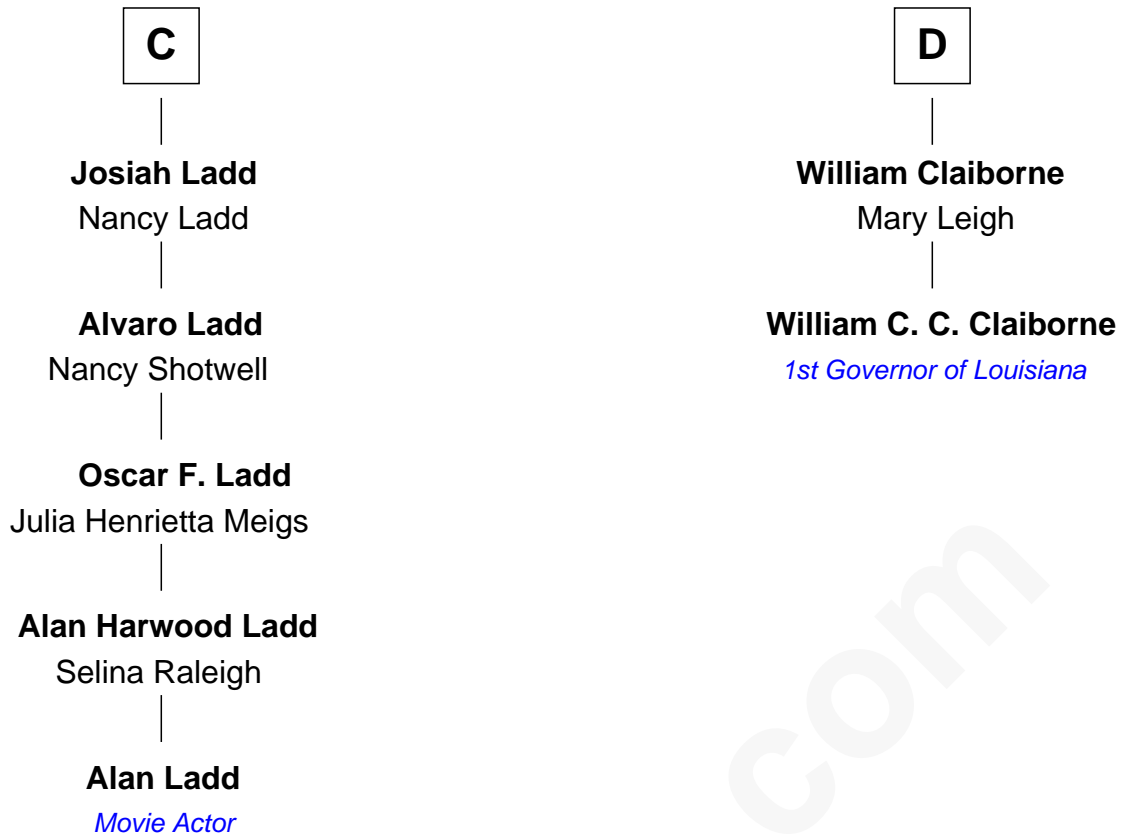 C
Josiah Ladd
Nancy Ladd
Alvaro Ladd
Nancy Shotwell
Oscar F. Ladd
Julia Henrietta Meigs
Alan Harwood Ladd
Selina Raleigh
Alan Ladd
Movie Actor
D
William Claiborne
Mary Leigh
William C. C. Claiborne
1st Governor of Louisiana
com